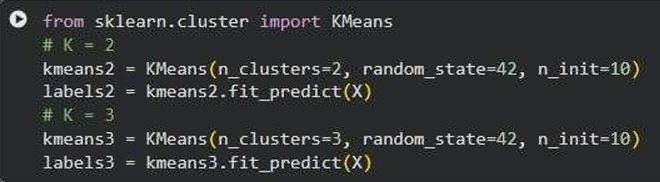 from sklearn.cluster import KMeans
# K = 2
kmeans2 = KMeans(n_clusters=2, random_state=42, n_init=10)
labels2 = kmeans2.fit_predict(X)
# K = 3
kmeans3 = KMeans(n_clusters=3, random_state=42, n_init=10)
labels3 = kmeans3.fit_predict(X)